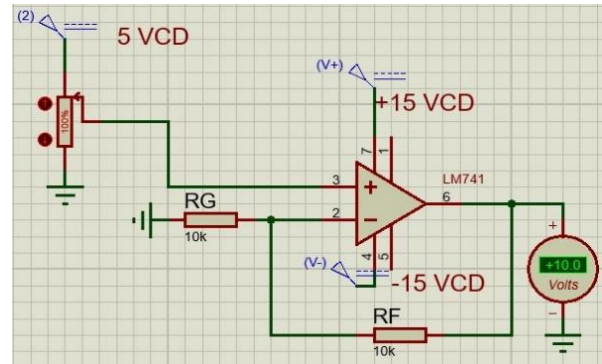 (2)
5 VCD
(V+)
+15 VCD
100%
7
1
LM741
3
6
RG
2
10k
+
+10.0
Volts
4
5
(V-)
-15 VCD
RF
10k